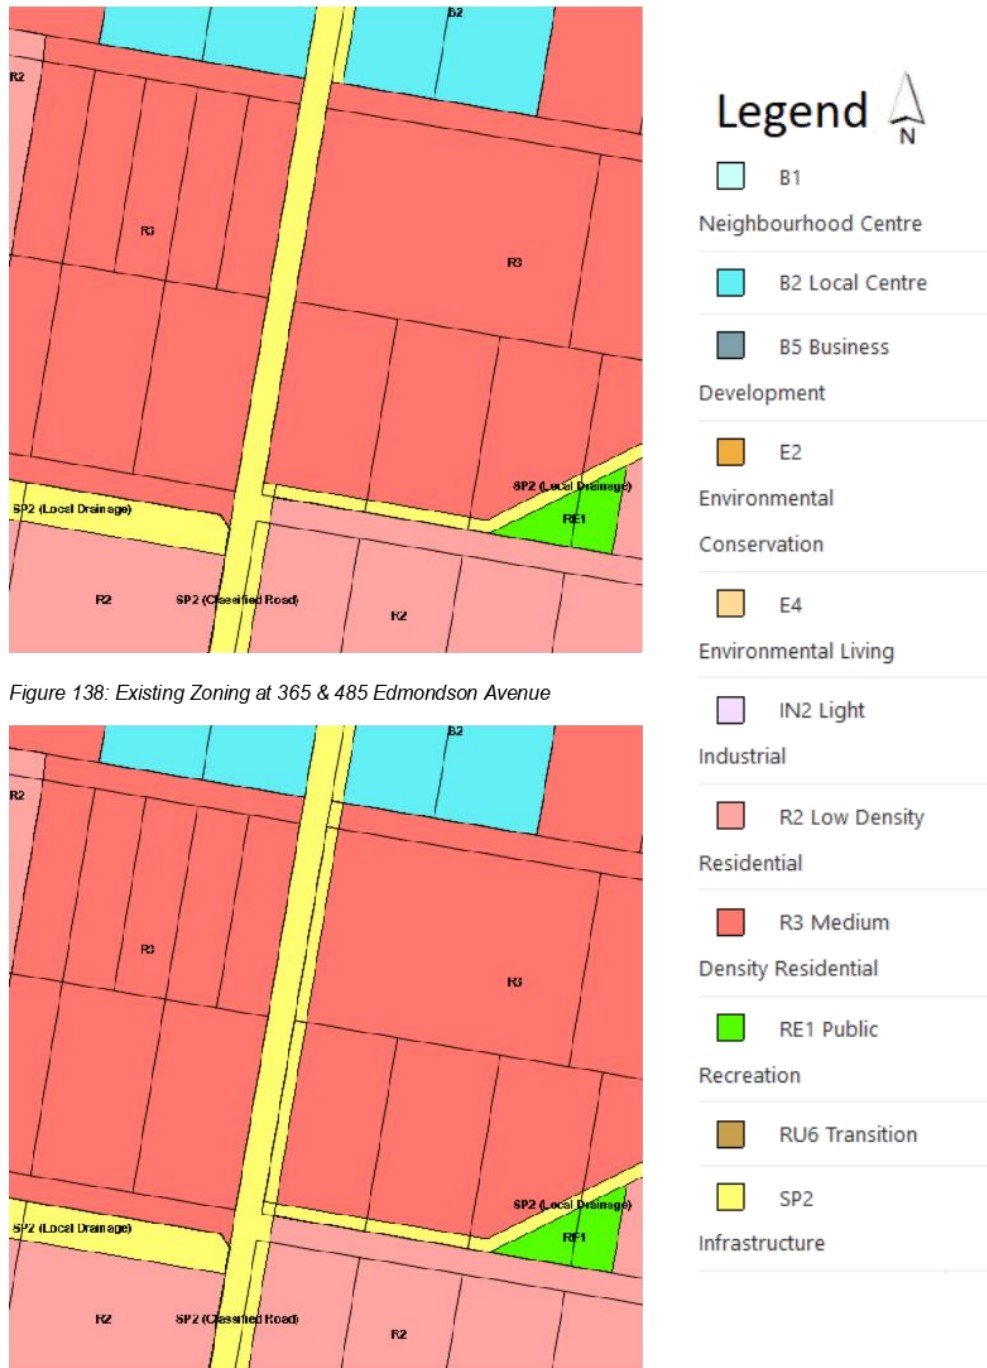 B2
R2
R3
R3
SP2 (Local Drainage)
SP2 (Local Drainage)
RE1
R2
SP2 (Classified Road)
R2
Figure 138: Existing Zoning at 365 & 485 Edmondson Avenue
B2
R2
R3
R3
SP2 (Local Drainage)
SP2 (Local Drainage)
RE1
R2
SP2 (Classified Road)
R2
Legend
N
B1
Neighbourhood Centre
B2 Local Centre
B5 Business
Development
E2
Environmental
Conservation
E4
Environmental Living
IN2 Light
Industrial
R2 Low Density
Residential
R3 Medium
Density Residential
RE1 Public
Recreation
RU6 Transition
SP2
Infrastructure